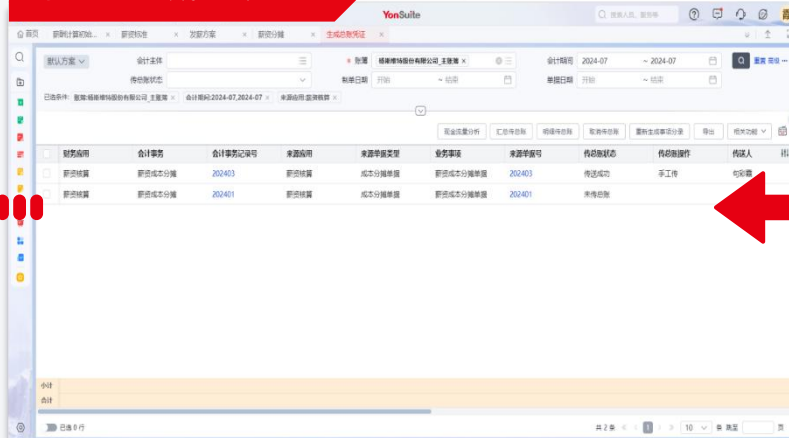 YonSuite
搜索人员、服务等
首页 薪酬计算初始... × 薪资标准 × 发薪方案 × 薪资分摊 × 生成总账凭证 ×
默认方案 会计主体 * 账簿 会计期间 2024-07 ~ 2024-07 重置
传总账状态 制单日期 开始 ~ 结束 单据日期 开始 ~ 结束
已选条件: 会计期间:2024-07,2024-07 ×
现金流量分析 汇总传总账 明细传总账 取消传总账 重新生成事项分录 导出 相关功能
财务应用 会计事务 会计事务记录号 来源应用 来源单据类型 业务事项 来源单据号 传总账状态 传总账操作 传送人
薪资核算 薪资成本分摊 202403 薪资核算 成本分摊单据 薪资成本分摊单据 202403 传送成功 手工传 句彩霞
薪资核算 薪资成本分摊 202401 薪资核算 成本分摊单据 薪资成本分摊单据 202401 未传总账
小计
合计
已选 0 行 共 2 条 < 1 > 10 条 跳至 页